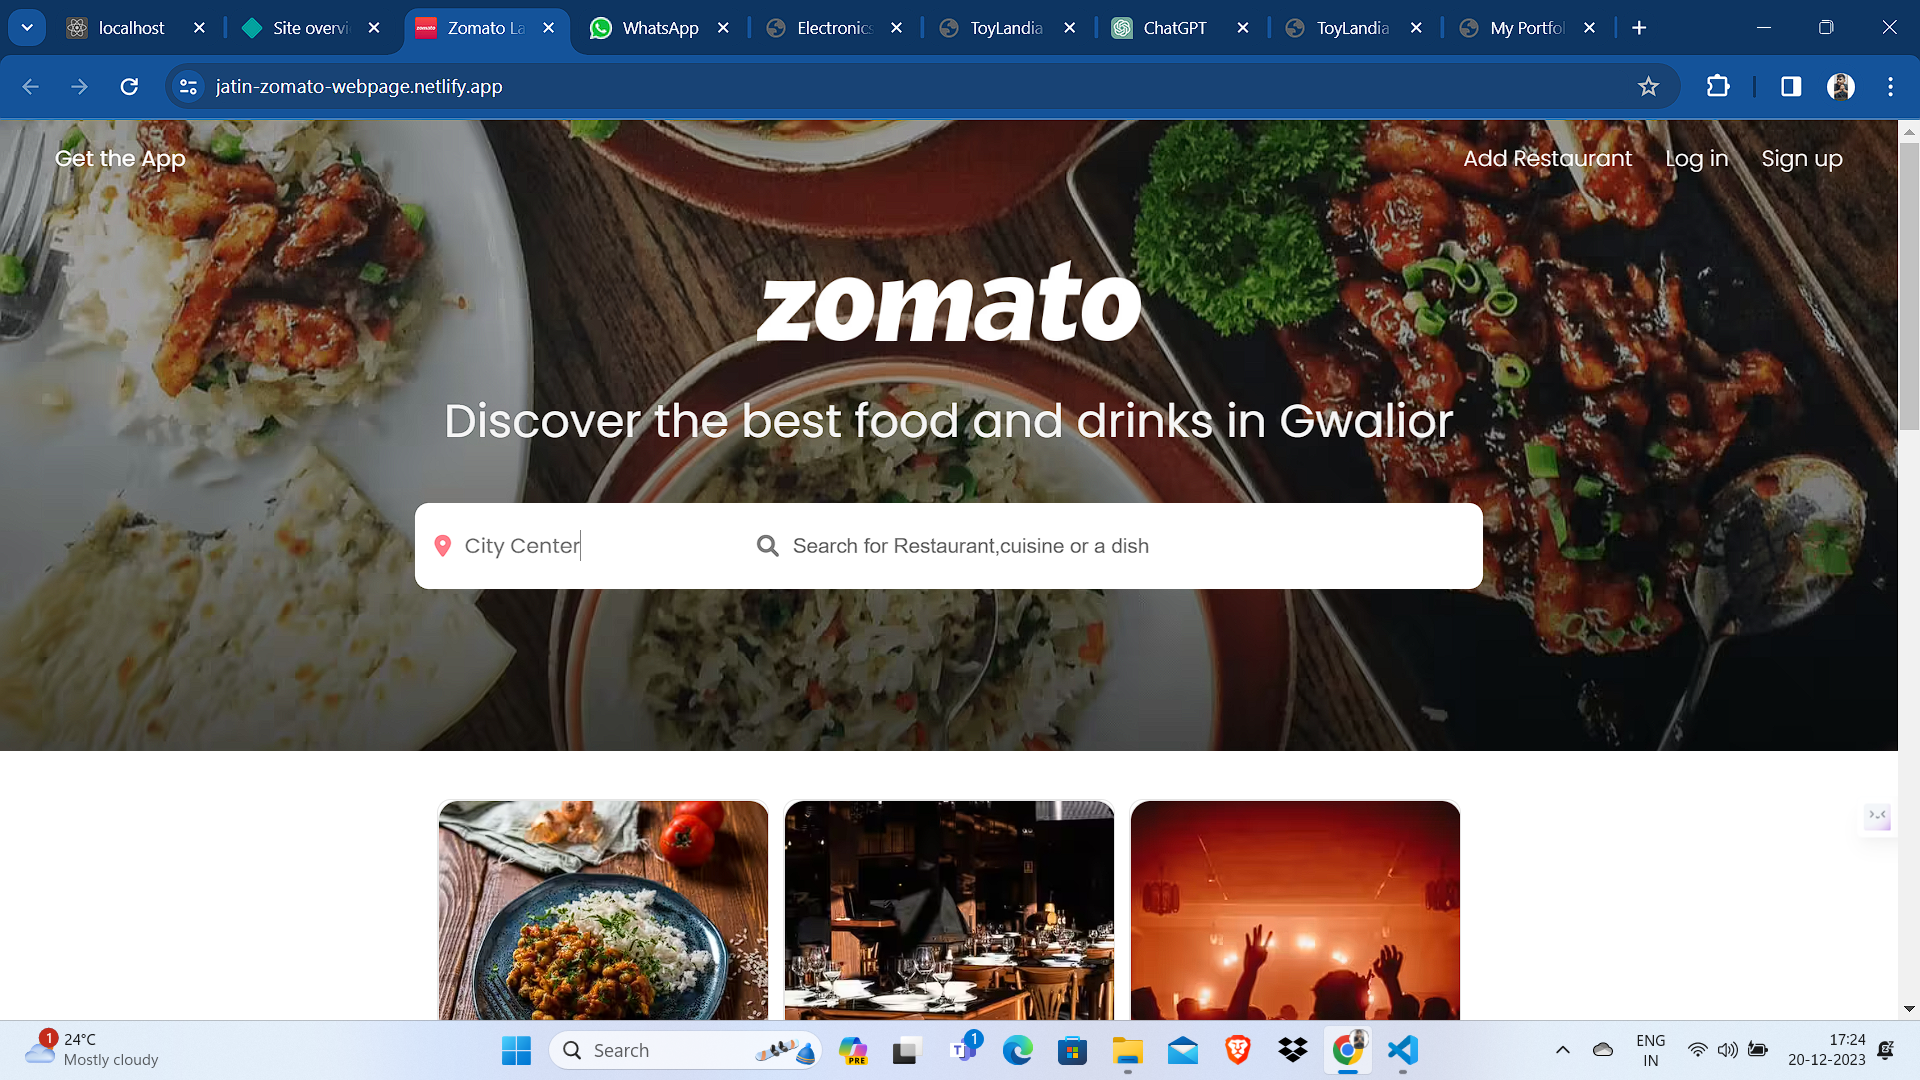 localhost
Site overvi
Zomato La
WhatsApp
Electronics
ToyLandia
ChatGPT
ToyLandia
My Portfol
jatin-zomato-webpage.netlify.app
Get the App
Add Restaurant
Log in
Sign up
zomato
Discover the best food and drinks in Gwalior
City Center
Search for Restaurant,cuisine or a dish
1
24°C
Mostly cloudy
Search
PRE
T
1
ENG
IN
17:24
20-12-2023